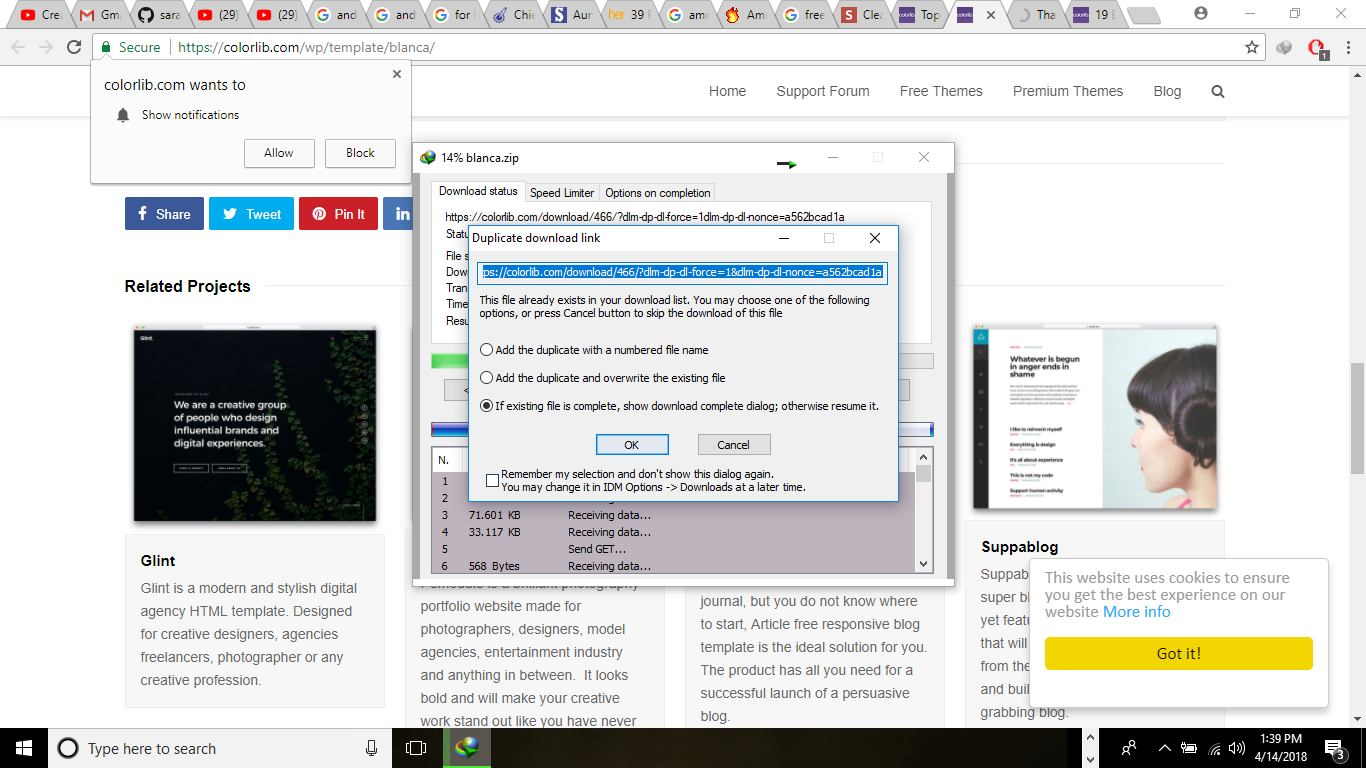 Cre
Gma
sara
(29)
(29)
and
and
for
Chie
Aur
her 39
am
Am
free
Clea
Top
Tha
19
Secure
https://colorlib.com/wp/template/blanca/
1
colorlib.com wants to
Show notifications
Allow
Block
Home
Support Forum
Free Themes
Premium Themes
Blog
Share
Tweet
Pin It
in
14% blanca.zip
Download status
Speed Limiter
Options on completion
https://colorlib.com/download/466/?dlm-dp-dl-force=1dlm-dp-dl-nonce=a562bcad1a
Statu
File s
Dow
Tran
Time
Resu
Duplicate download link
ps://colorlib.com/download/466/?dlm-dp-dl-force=1&dlm-dp-dl-nonce=a562bcad1a
This file already exists in your download list. You may choose one of the following
options, or press Cancel button to skip the download of this file
Add the duplicate with a numbered file name
Add the duplicate and overwrite the existing file
If existing file is complete, show download complete dialog; otherwise resume it.
OK
Cancel
Remember my selection and don't show this dialog again.
You may change it in IDM Options -> Downloads at a later time.
N.
1
2
3 71.601 KB Receiving data...
4 33.117 KB Receiving data...
5 Send GET...
6 568 Bytes Receiving data...
Related Projects
Glint.
We are a creative group
of people who design
influential brands and
digital experiences.
Glint
Glint is a modern and stylish digital
agency HTML template. Designed
for creative designers, agencies
freelancers, photographer or any
creative profession.
portfolio website made for
photographers, designers, model
agencies, entertainment industry
and anything in between. It looks
bold and will make your creative
work stand out like you have never
journal, but you do not know where
to start, Article free responsive blog
template is the ideal solution for you.
The product has all you need for a
successful launch of a persuasive
blog.
Whatever is begun
in anger ends in
shame
I like to reinvent myself
Everything is design
It's all about experience
This is not my code
Support human activity
Suppablog
Suppab
super b
yet featu
that will
from the
and buil
grabbing blog.
This website uses cookies to ensure
you get the best experience on our
website More info
Got it!
Type here to search
1:39 PM
4/14/2018
3